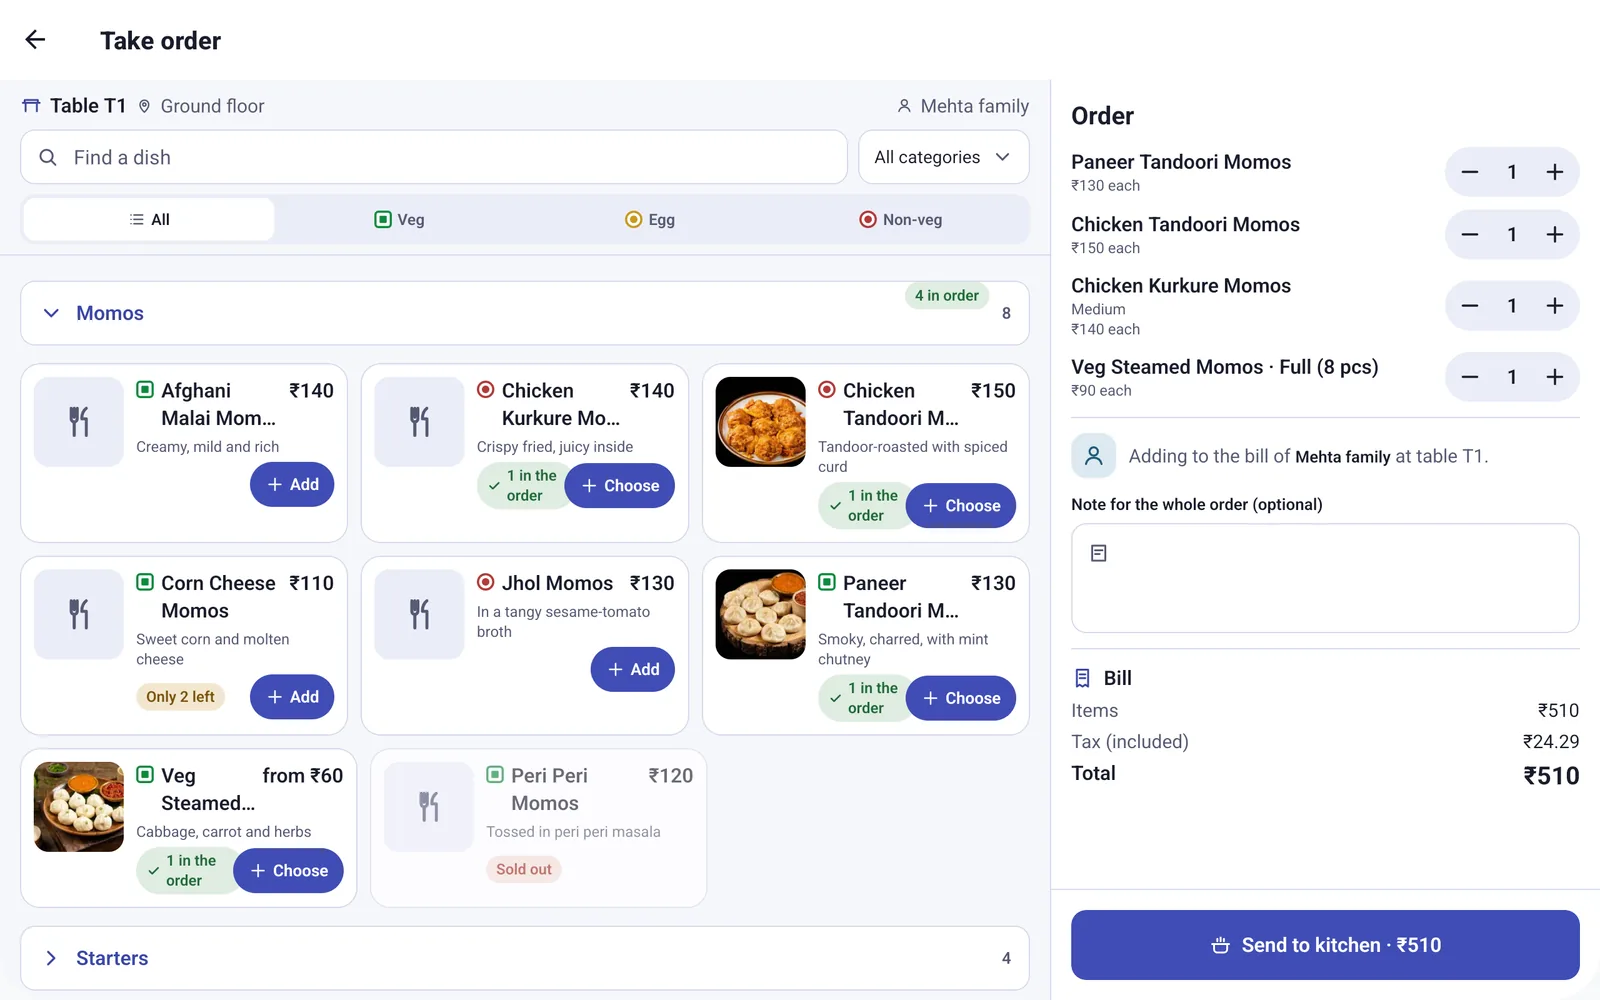 Take order
Table T1 Ground floor
Mehta family
Find a dish
All categories
All
Veg
Egg
Non-veg
Momos
4 in order
8
Afghani
Malai Mom...
₹140
Creamy, mild and rich
+ Add
Chicken
Kurkure Mo...
₹140
Crispy fried, juicy inside
1 in the
order
+ Choose
Chicken
Tandoori M...
₹150
Tandoor-roasted with spiced
curd
1 in the
order
+ Choose
Corn Cheese
Momos
₹110
Sweet corn and molten
cheese
Only 2 left
+ Add
Jhol Momos
₹130
In a tangy sesame-tomato
broth
+ Add
Paneer
Tandoori M...
₹130
Smoky, charred, with mint
chutney
1 in the
order
+ Choose
Veg
Steamed...
from ₹60
Cabbage, carrot and herbs
1 in the
order
+ Choose
Peri Peri
Momos
₹120
Tossed in peri peri masala
Sold out
Starters
4
Order
Paneer Tandoori Momos
₹130 each
− 1 +
Chicken Tandoori Momos
₹150 each
− 1 +
Chicken Kurkure Momos
Medium
₹140 each
− 1 +
Veg Steamed Momos · Full (8 pcs)
₹90 each
− 1 +
Adding to the bill of Mehta family at table T1.
Note for the whole order (optional)
Bill
Items ₹510
Tax (included) ₹24.29
Total ₹510
Send to kitchen · ₹510